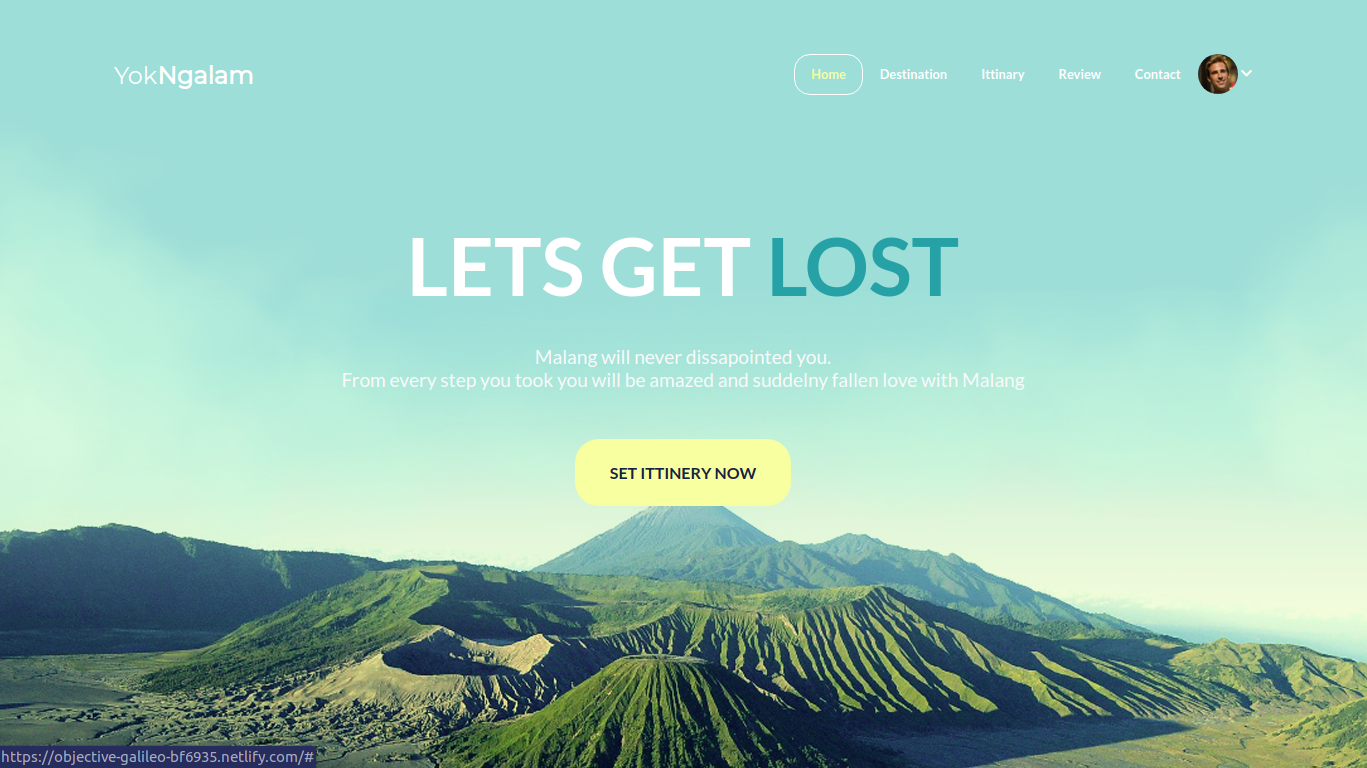 YokNgalam
Home Destination Ittinary Review Contact
LETS GET LOST
Malang will never dissapointed you.
From every step you took you will be amazed and suddelny fallen love with Malang
SET ITTINERY NOW
https://objective-galileo-bf6935.netlify.com/#